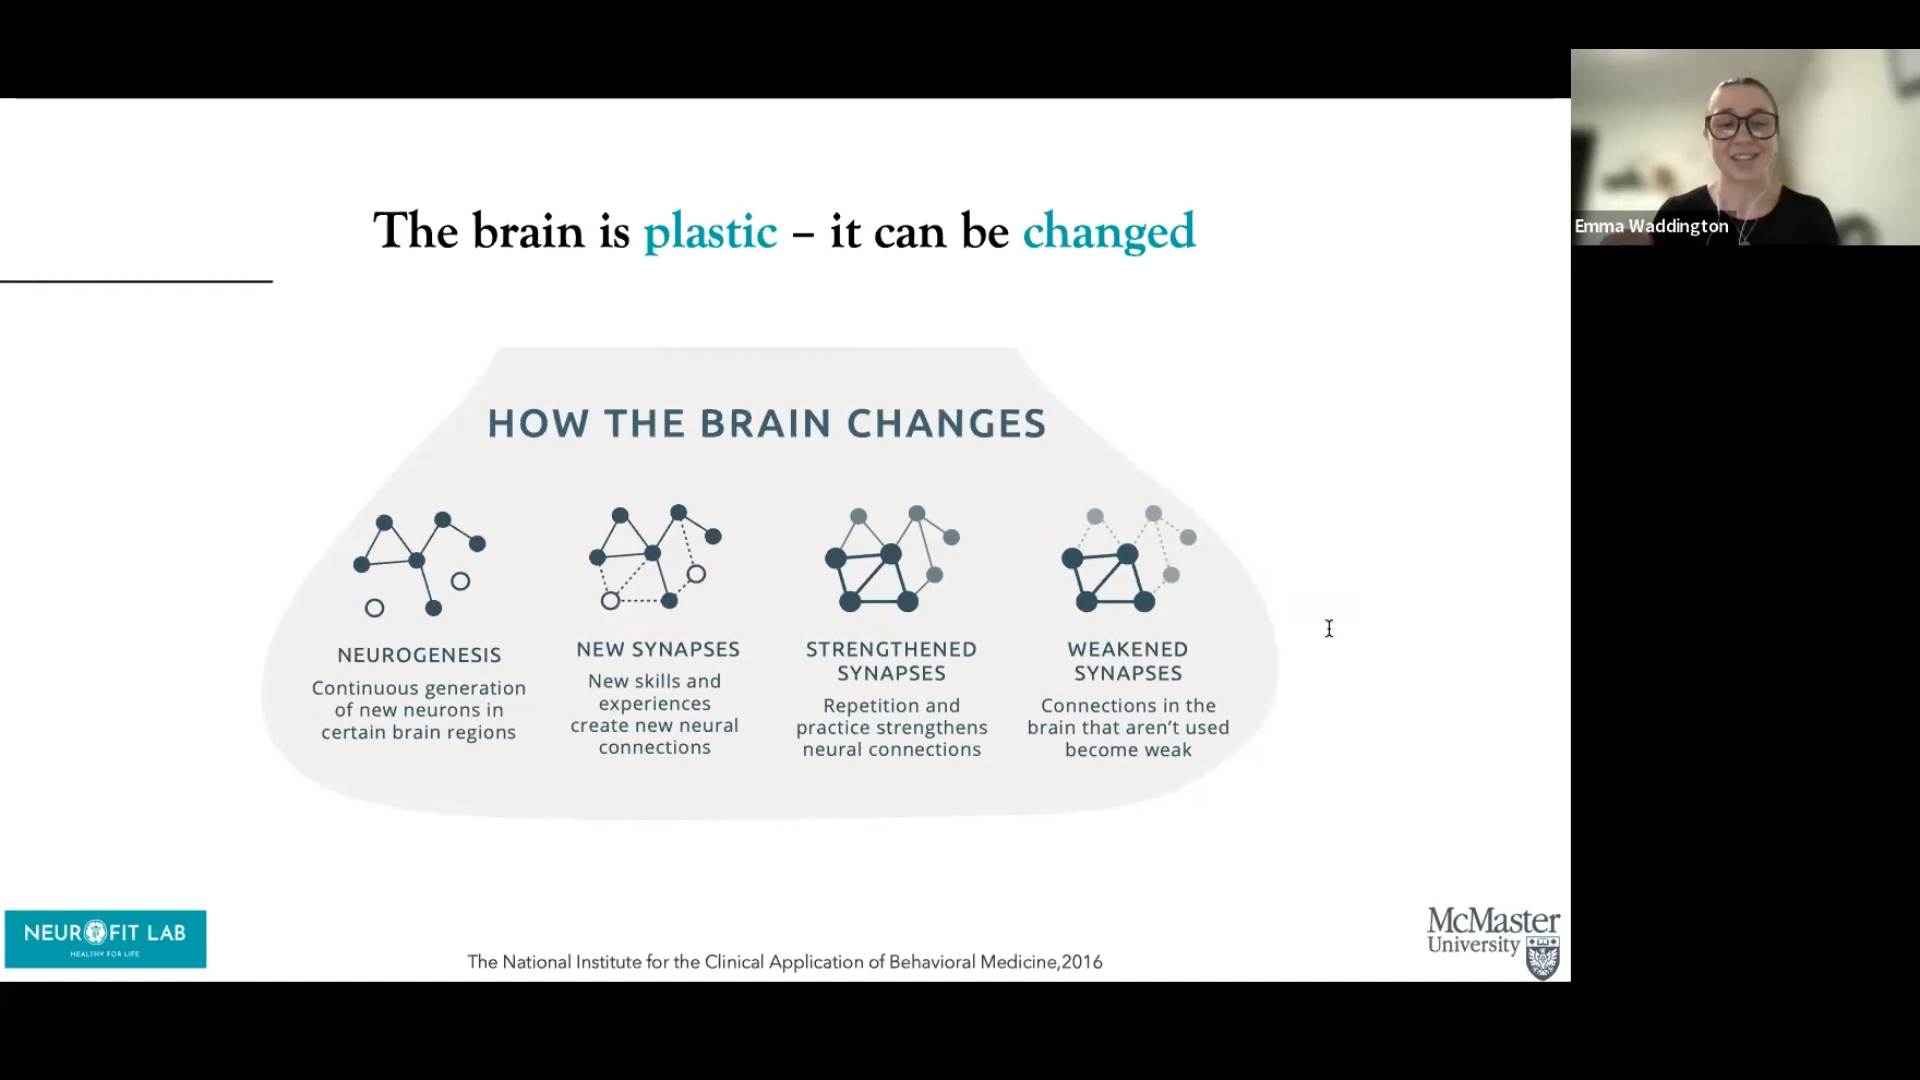 The brain is plastic – it can be changed
HOW THE BRAIN CHANGES
NEUROGENESIS
Continuous generation
of new neurons in
certain brain regions
NEW SYNAPSES
New skills and
experiences
create new neural
connections
STRENGTHENED
SYNAPSES
Repetition and
practice strengthens
neural connections
WEAKENED
SYNAPSES
Connections in the
brain that aren't used
become weak
NEUROFIT LAB
HEALTHY FOR LIFE
The National Institute for the Clinical Application of Behavioral Medicine,2016
McMaster
University
Emma Waddington